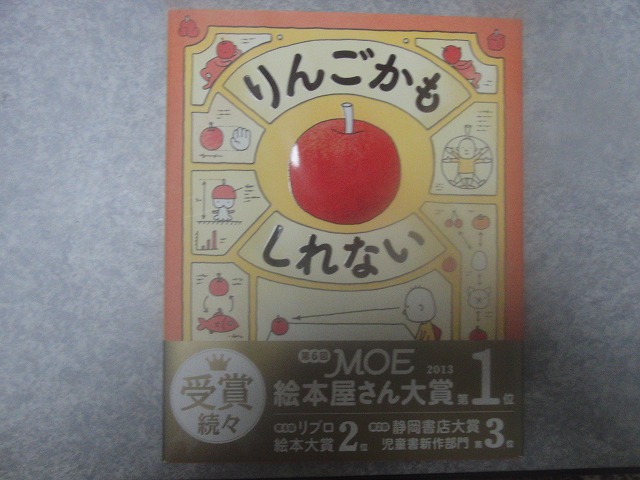 りんごかも
しれない
受賞
続々
第6回 MOE 2013
絵本屋さん大賞 第1位
リブロ
絵本大賞 2位
静岡書店大賞
児童書新作部門 第3位